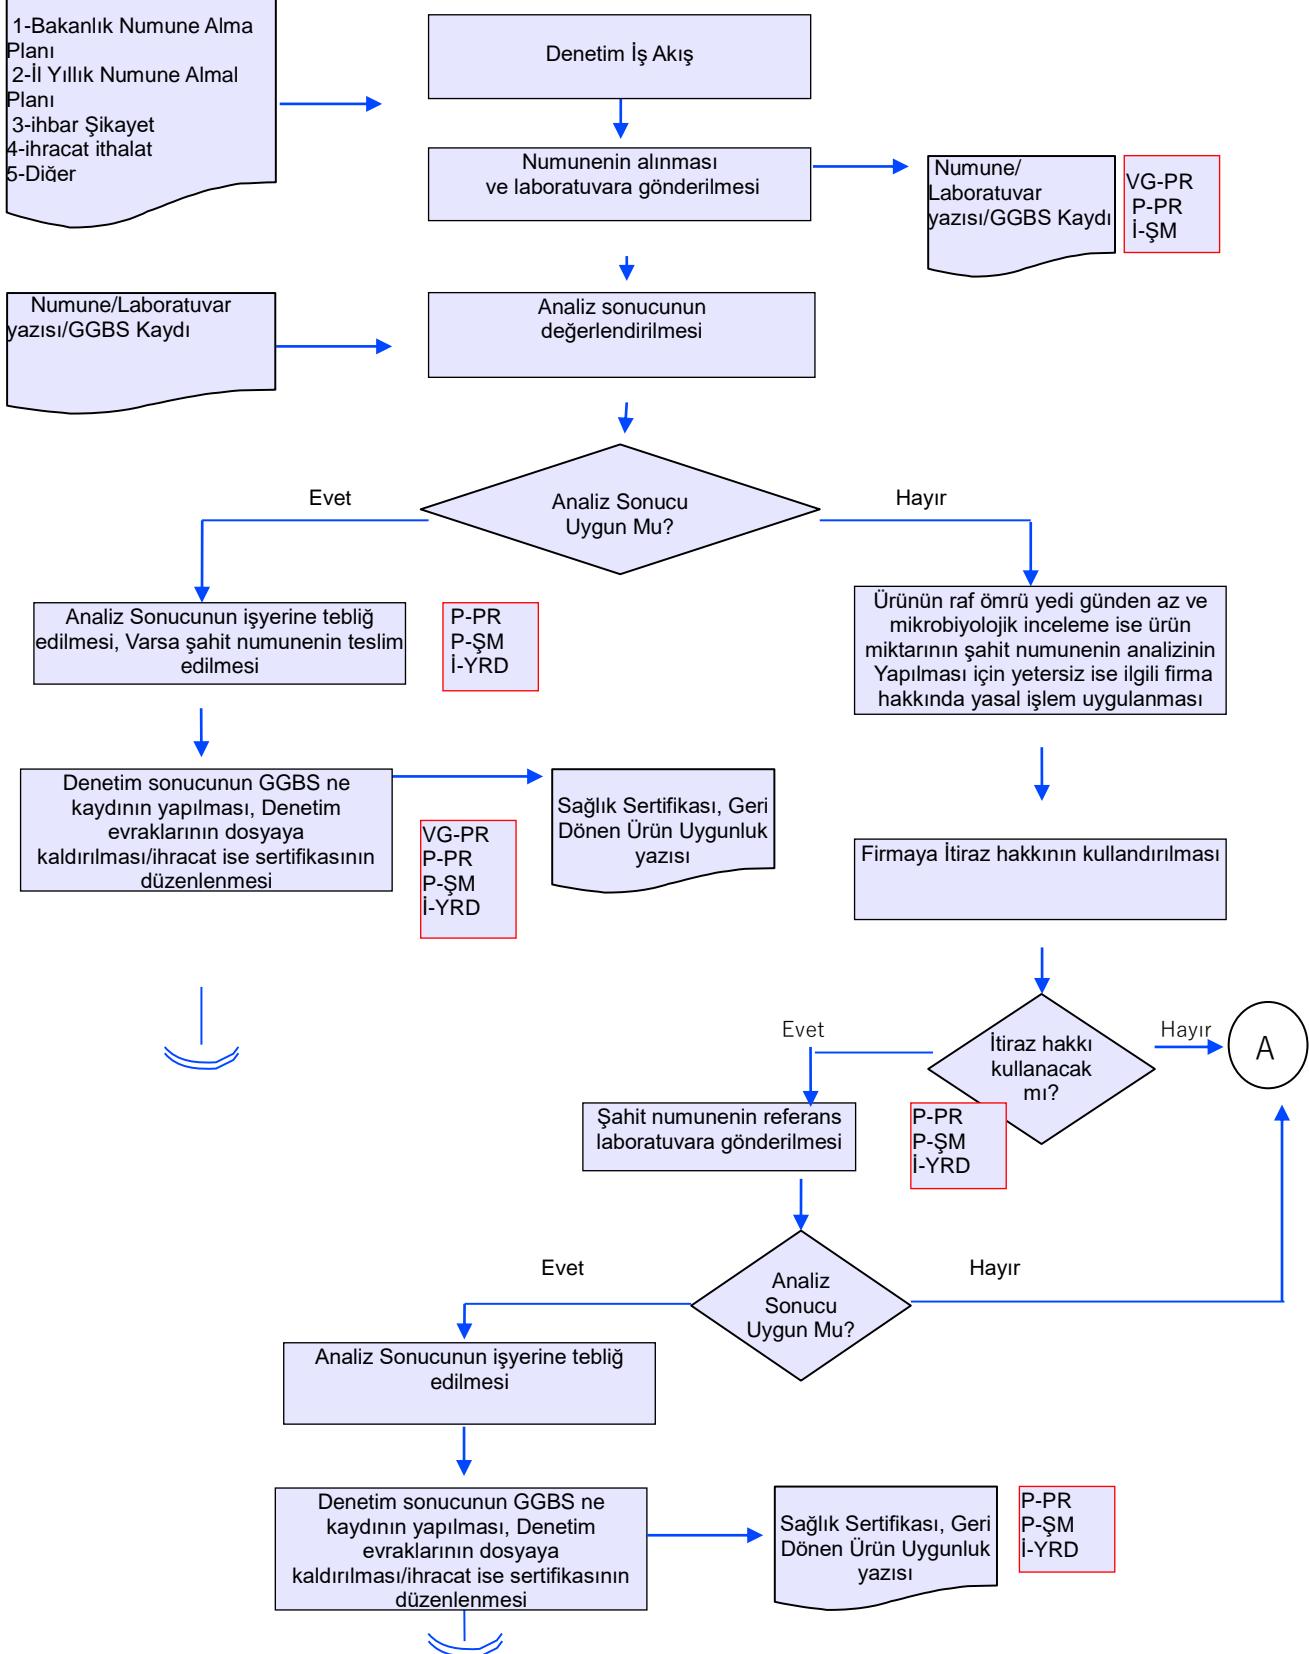 1-Bakanlık Numune Alma
Planı
2-İl Yıllık Numune Almal
Planı
3-ihbar Şikayet
4-ihracat ithalat
5-Diğer
Denetim İş Akış
Numunenin alınması
ve laboratuvara gönderilmesi
Numune/
Laboratuvar
yazısı/GGBS Kaydı
VG-PR
P-PR
İ-ŞM
Numune/Laboratuvar
yazısı/GGBS Kaydı
Analiz sonucunun
değerlendirilmesi
Evet
Analiz Sonucu
Uygun Mu?
Hayır
Analiz Sonucunun işyerine tebliğ
edilmesi, Varsa şahit numunenin teslim
edilmesi
P-PR
P-ŞM
İ-YRD
Ürünün raf ömrü yedi günden az ve
mikrobiyolojik inceleme ise ürün
miktarının şahit numunenin analizinin
Yapılması için yetersiz ise ilgili firma
hakkında yasal işlem uygulanması
Denetim sonucunun GGBS ne
kaydının yapılması, Denetim
evraklarının dosyaya
kaldırılması/ihracat ise sertifikasının
düzenlenmesi
VG-PR
P-PR
P-ŞM
İ-YRD
Sağlık Sertifikası, Geri
Dönen Ürün Uygunluk
yazısı
Firmaya İtiraz hakkının kullandırılması
Evet
İtiraz hakkı
kullanacak
mı?
Hayır
A
Şahit numunenin referans
laboratuvara gönderilmesi
P-PR
P-ŞM
İ-YRD
Evet
Analiz
Sonucu
Uygun Mu?
Hayır
Analiz Sonucunun işyerine tebliğ
edilmesi
Denetim sonucunun GGBS ne
kaydının yapılması, Denetim
evraklarının dosyaya
kaldırılması/ihracat ise sertifikasının
düzenlenmesi
Sağlık Sertifikası, Geri
Dönen Ürün Uygunluk
yazısı
P-PR
P-ŞM
İ-YRD